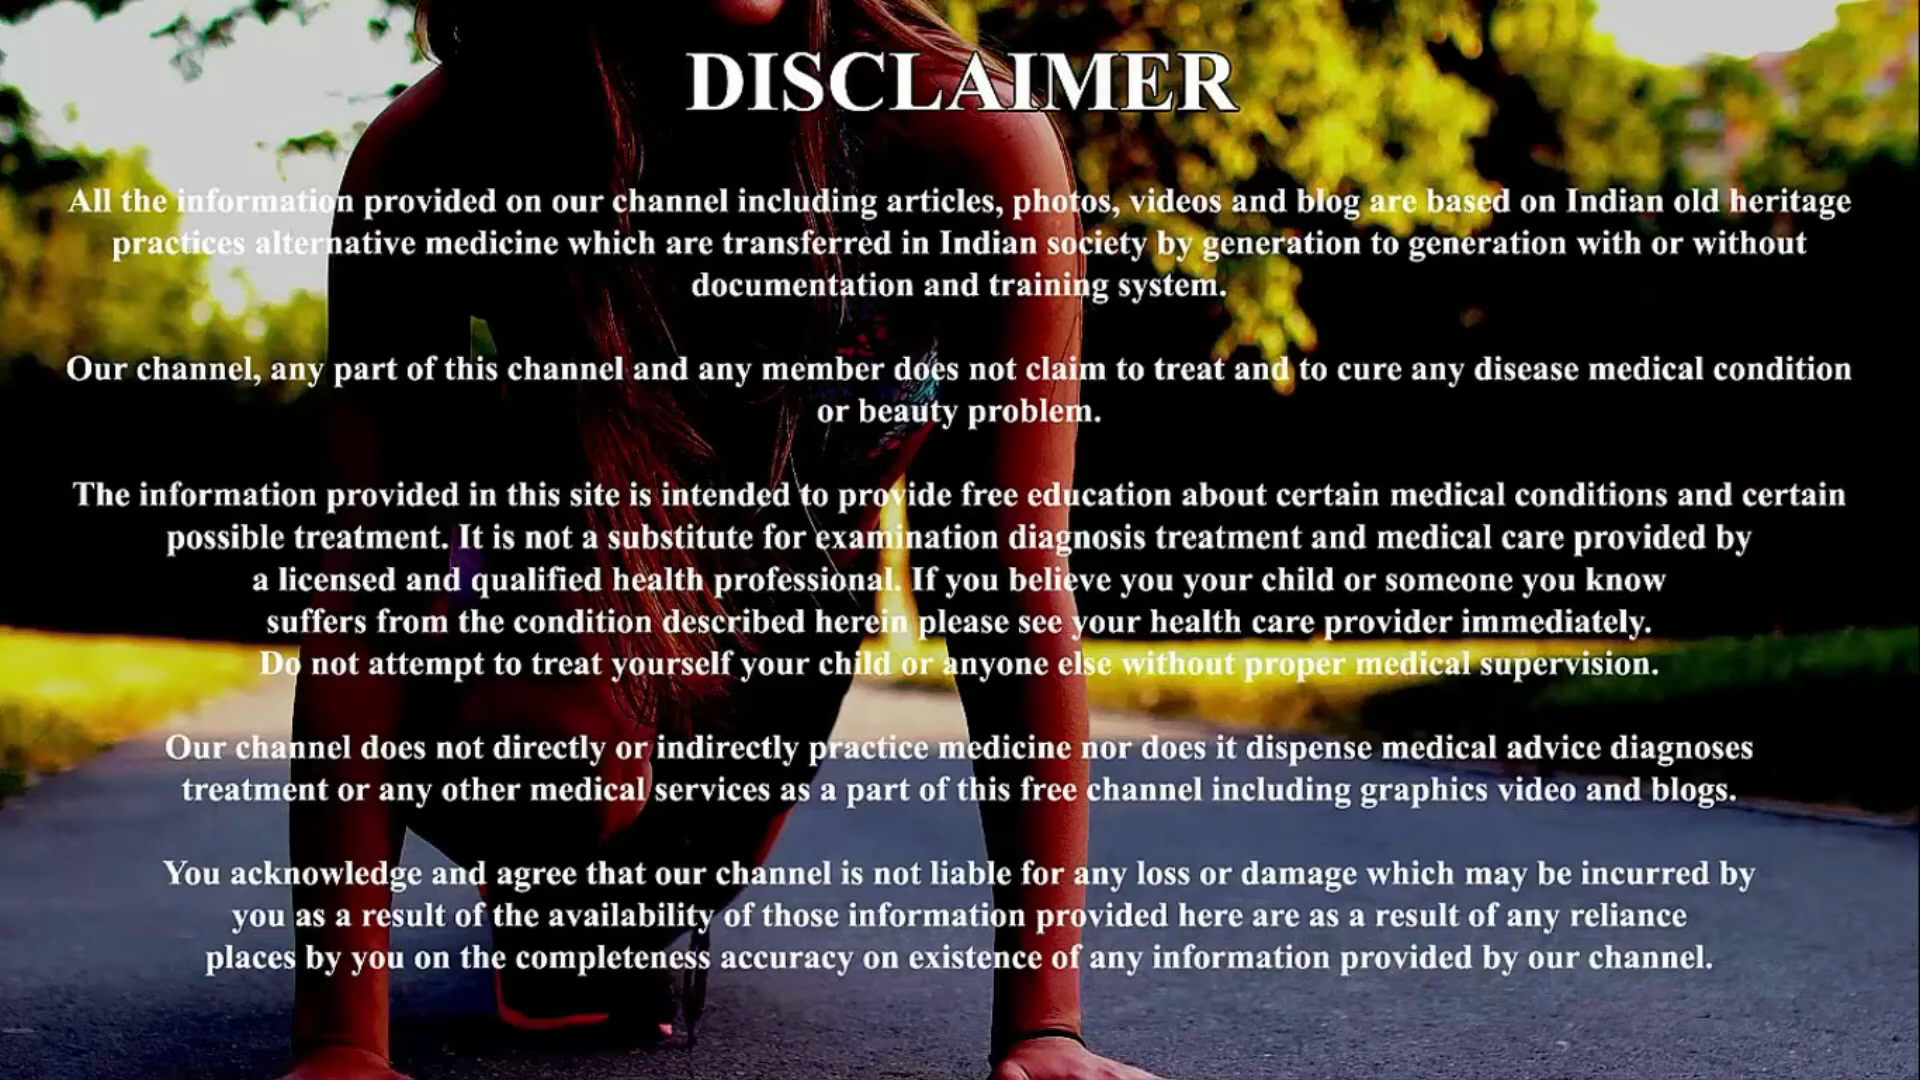 DISCLAIMER
All the information provided on our channel including articles, photos, videos and blog are based on Indian old heritage
practices alternative medicine which are transferred in Indian society by generation to generation with or without
documentation and training system.
Our channel, any part of this channel and any member does not claim to treat and to cure any disease medical condition
or beauty problem.
The information provided in this site is intended to provide free education about certain medical conditions and certain
possible treatment. It is not a substitute for examination diagnosis treatment and medical care provided by
a licensed and qualified health professional. If you believe you your child or someone you know
suffers from the condition described herein please see your health care provider immediately.
Do not attempt to treat yourself your child or anyone else without proper medical supervision.
Our channel does not directly or indirectly practice medicine nor does it dispense medical advice diagnoses
treatment or any other medical services as a part of this free channel including graphics video and blogs.
You acknowledge and agree that our channel is not liable for any loss or damage which may be incurred by
you as a result of the availability of those information provided here are as a result of any reliance
places by you on the completeness accuracy on existence of any information provided by our channel.